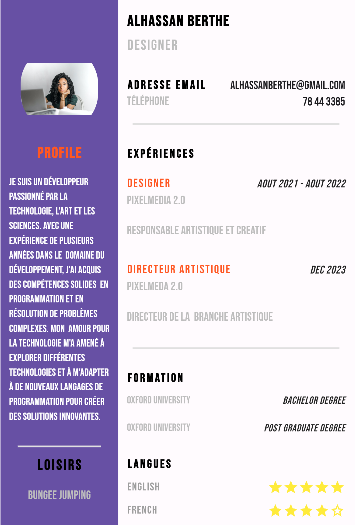 ALHASSAN BERTHE
DESIGNER
ADRESSE EMAIL ALHASSANBERTHE@GMAIL.COM
TÉLÉPHONE 78 44 3385
PROFILE
JE SUIS UN DÉVELOPPEUR
PASSIONNÉ PAR LA
TECHNOLOGIE, L'ART ET LES
SCIENCES. AVEC UNE
EXPÉRIENCE DE PLUSIEURS
ANNÉES DANS LE DOMAINE DU
DÉVELOPPEMENT, J'AI ACQUIS
DES COMPÉTENCES SOLIDES EN
PROGRAMMATION ET EN
RÉSOLUTION DE PROBLÈMES
COMPLEXES. MON AMOUR POUR
LA TECHNOLOGIE M'A AMENÉ À
EXPLORER DIFFÉRENTES
TECHNOLOGIES ET À M'ADAPTER
À DE NOUVEAUX LANGAGES DE
PROGRAMMATION POUR CRÉER
DES SOLUTIONS INNOVANTES.
LOISIRS
BUNGEE JUMPING
EXPÉRIENCES
DESIGNER AOUT 2021 - AOUT 2022
PIXELMEDIA 2.0
RESPONSABLE ARTISTIQUE ET CREATIF
DIRECTEUR ARTISTIQUE DEC 2023
PIXELMEDA 2.0
DIRECTEUR DE LA BRANCHE ARTISTIQUE
FORMATION
OXFORD UNIVERSITY BACHELOR DEGREE
OXFORD UNIVERSITY POST GRADUATE DEGREE
LANGUES
ENGLISH
FRENCH